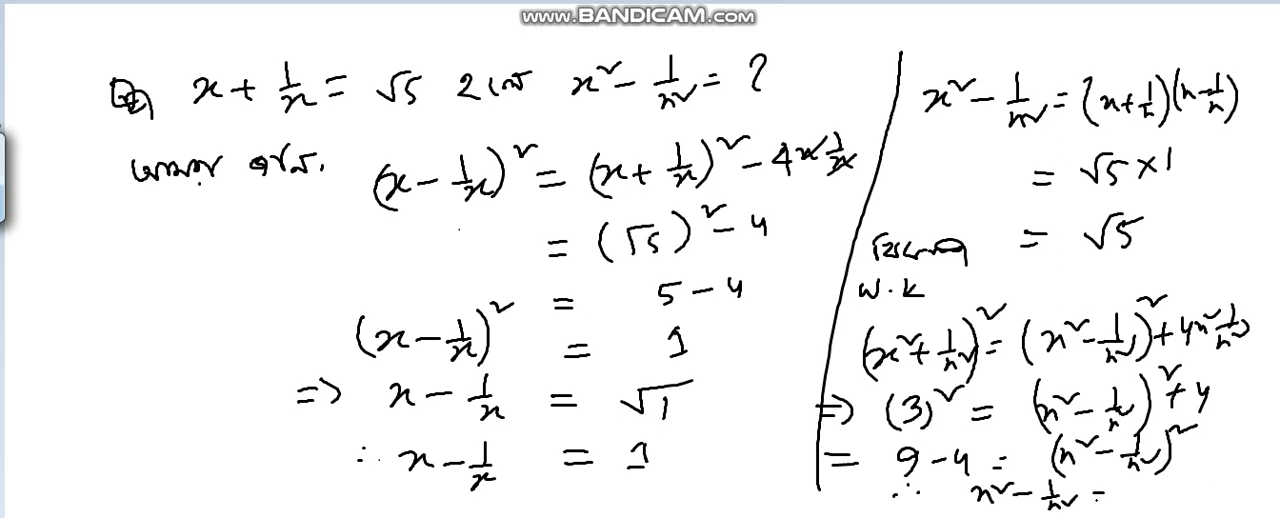 www.BANDICAM.com
x + 1/x = √5 হলে x² − 1/x² = ?
(x − 1/x)² = (x + 1/x)² − 4·x·1/x
= (√5)² − 4
= 5 − 4
(x − 1/x)² = 1
=> x − 1/x = √1
∴ x − 1/x = 1
x² − 1/x² = (x + 1/x)(x − 1/x)
= √5 × 1
= √5
W.K
(x² + 1/x²)² = (x² − 1/x²)² + 4x² 1/x²
=> (3)² = (x² − 1/x²)² + 4
= 9 − 4 = (x² − 1/x²)²
∴ x² − 1/x² =